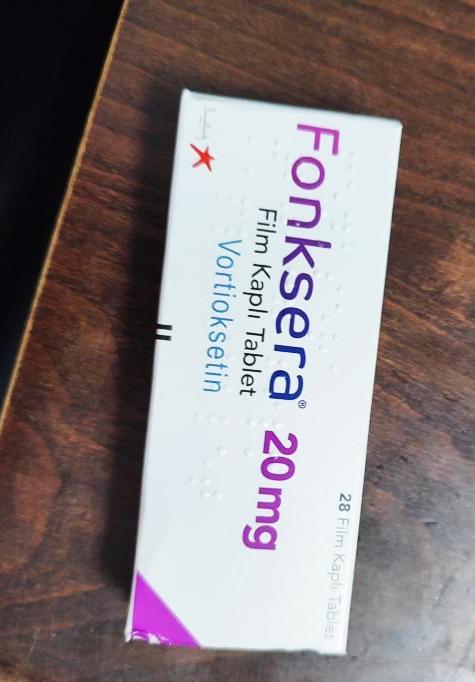 Fonksera® 20 mg
Film Kaplı Tablet
Vortioksetin
28 Film Kaplı Tablet